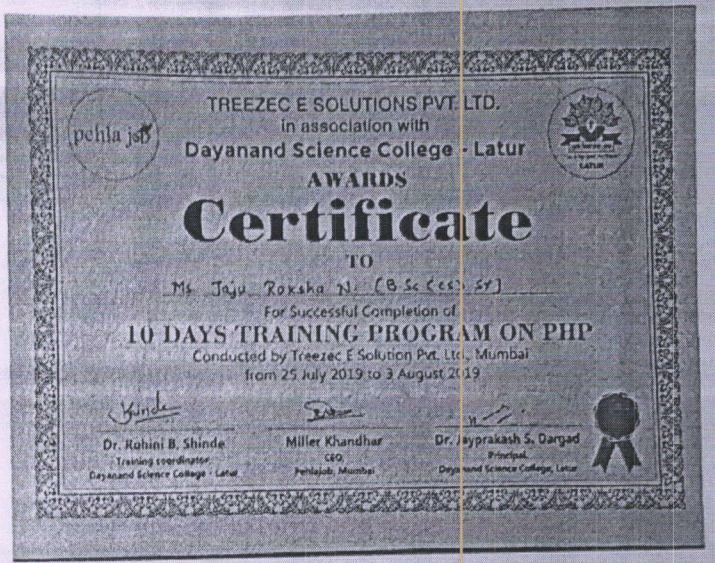 pehla job
TREEZEC E SOLUTIONS PVT. LTD.
in association with
Dayanand Science College - Latur
LATUR
AWARDS
Certificate
TO
Ms. Jaju Raksha N. (B Sc (CS) SY)
For Successful Completion of
10 DAYS TRAINING PROGRAM ON PHP
Conducted by Treezec E Solution Pvt. Ltd., Mumbai
from 25 July 2019 to 3 August 2019
Shinde
Dr. Rohini B. Shinde
Training coordinator
Dayanand Science College - Latur
Miller Khandhar
CEO
Pehlajob, Mumbai
Dr. Jayprakash S. Dargad
Principal
Dayanand Science College, Latur